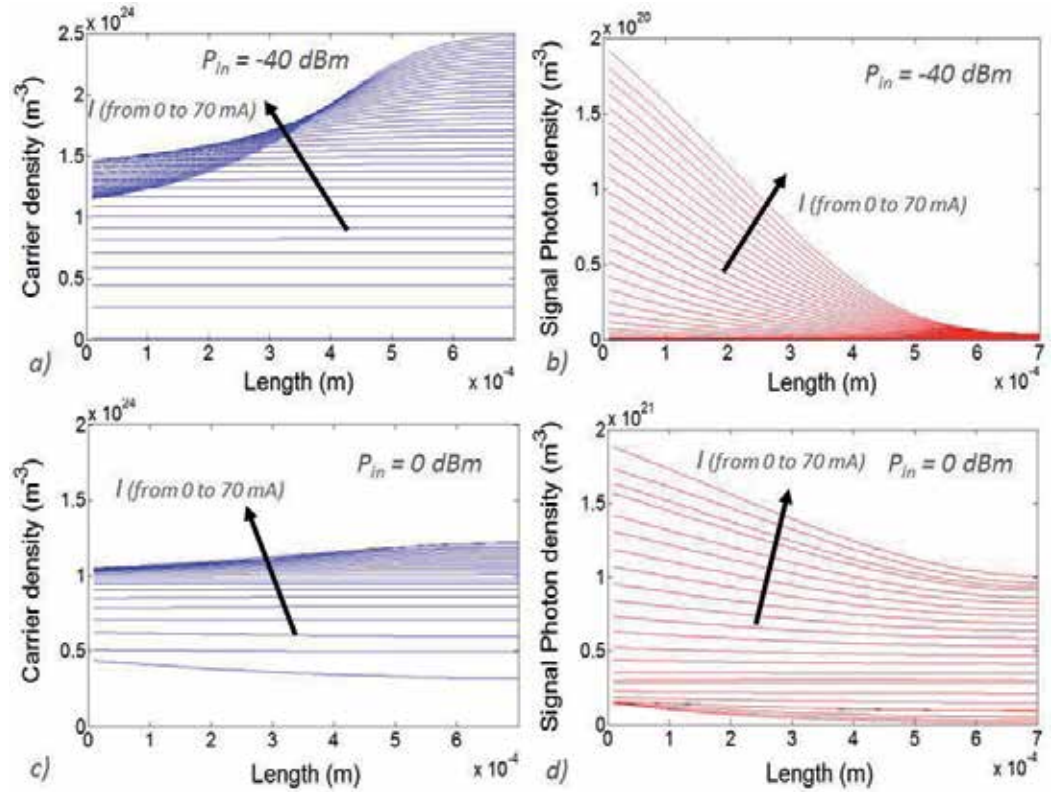 x 10^24
P_in = -40 dBm
I (from 0 to 70 mA)
Carrier density (m^-3)
2.5
2
1.5
1
0.5
0
0 1 2 3 4 5 6 7
x 10^-4
Length (m)
a)
x 10^20
P_in = -40 dBm
I (from 0 to 70 mA)
Signal Photon density (m^-3)
2
1.5
1
0.5
0
0 1 2 3 4 5 6 7
x 10^-4
Length (m)
b)
x 10^24
P_in = 0 dBm
I (from 0 to 70 mA)
Carrier density (m^-3)
2
1.5
1
0.5
0
0 1 2 3 4 5 6 7
x 10^-4
Length (m)
c)
x 10^21
I (from 0 to 70 mA)
P_in = 0 dBm
Signal Photon density (m^-3)
2
1.5
1
0.5
0
0 1 2 3 4 5 6 7
x 10^-4
Length (m)
d)